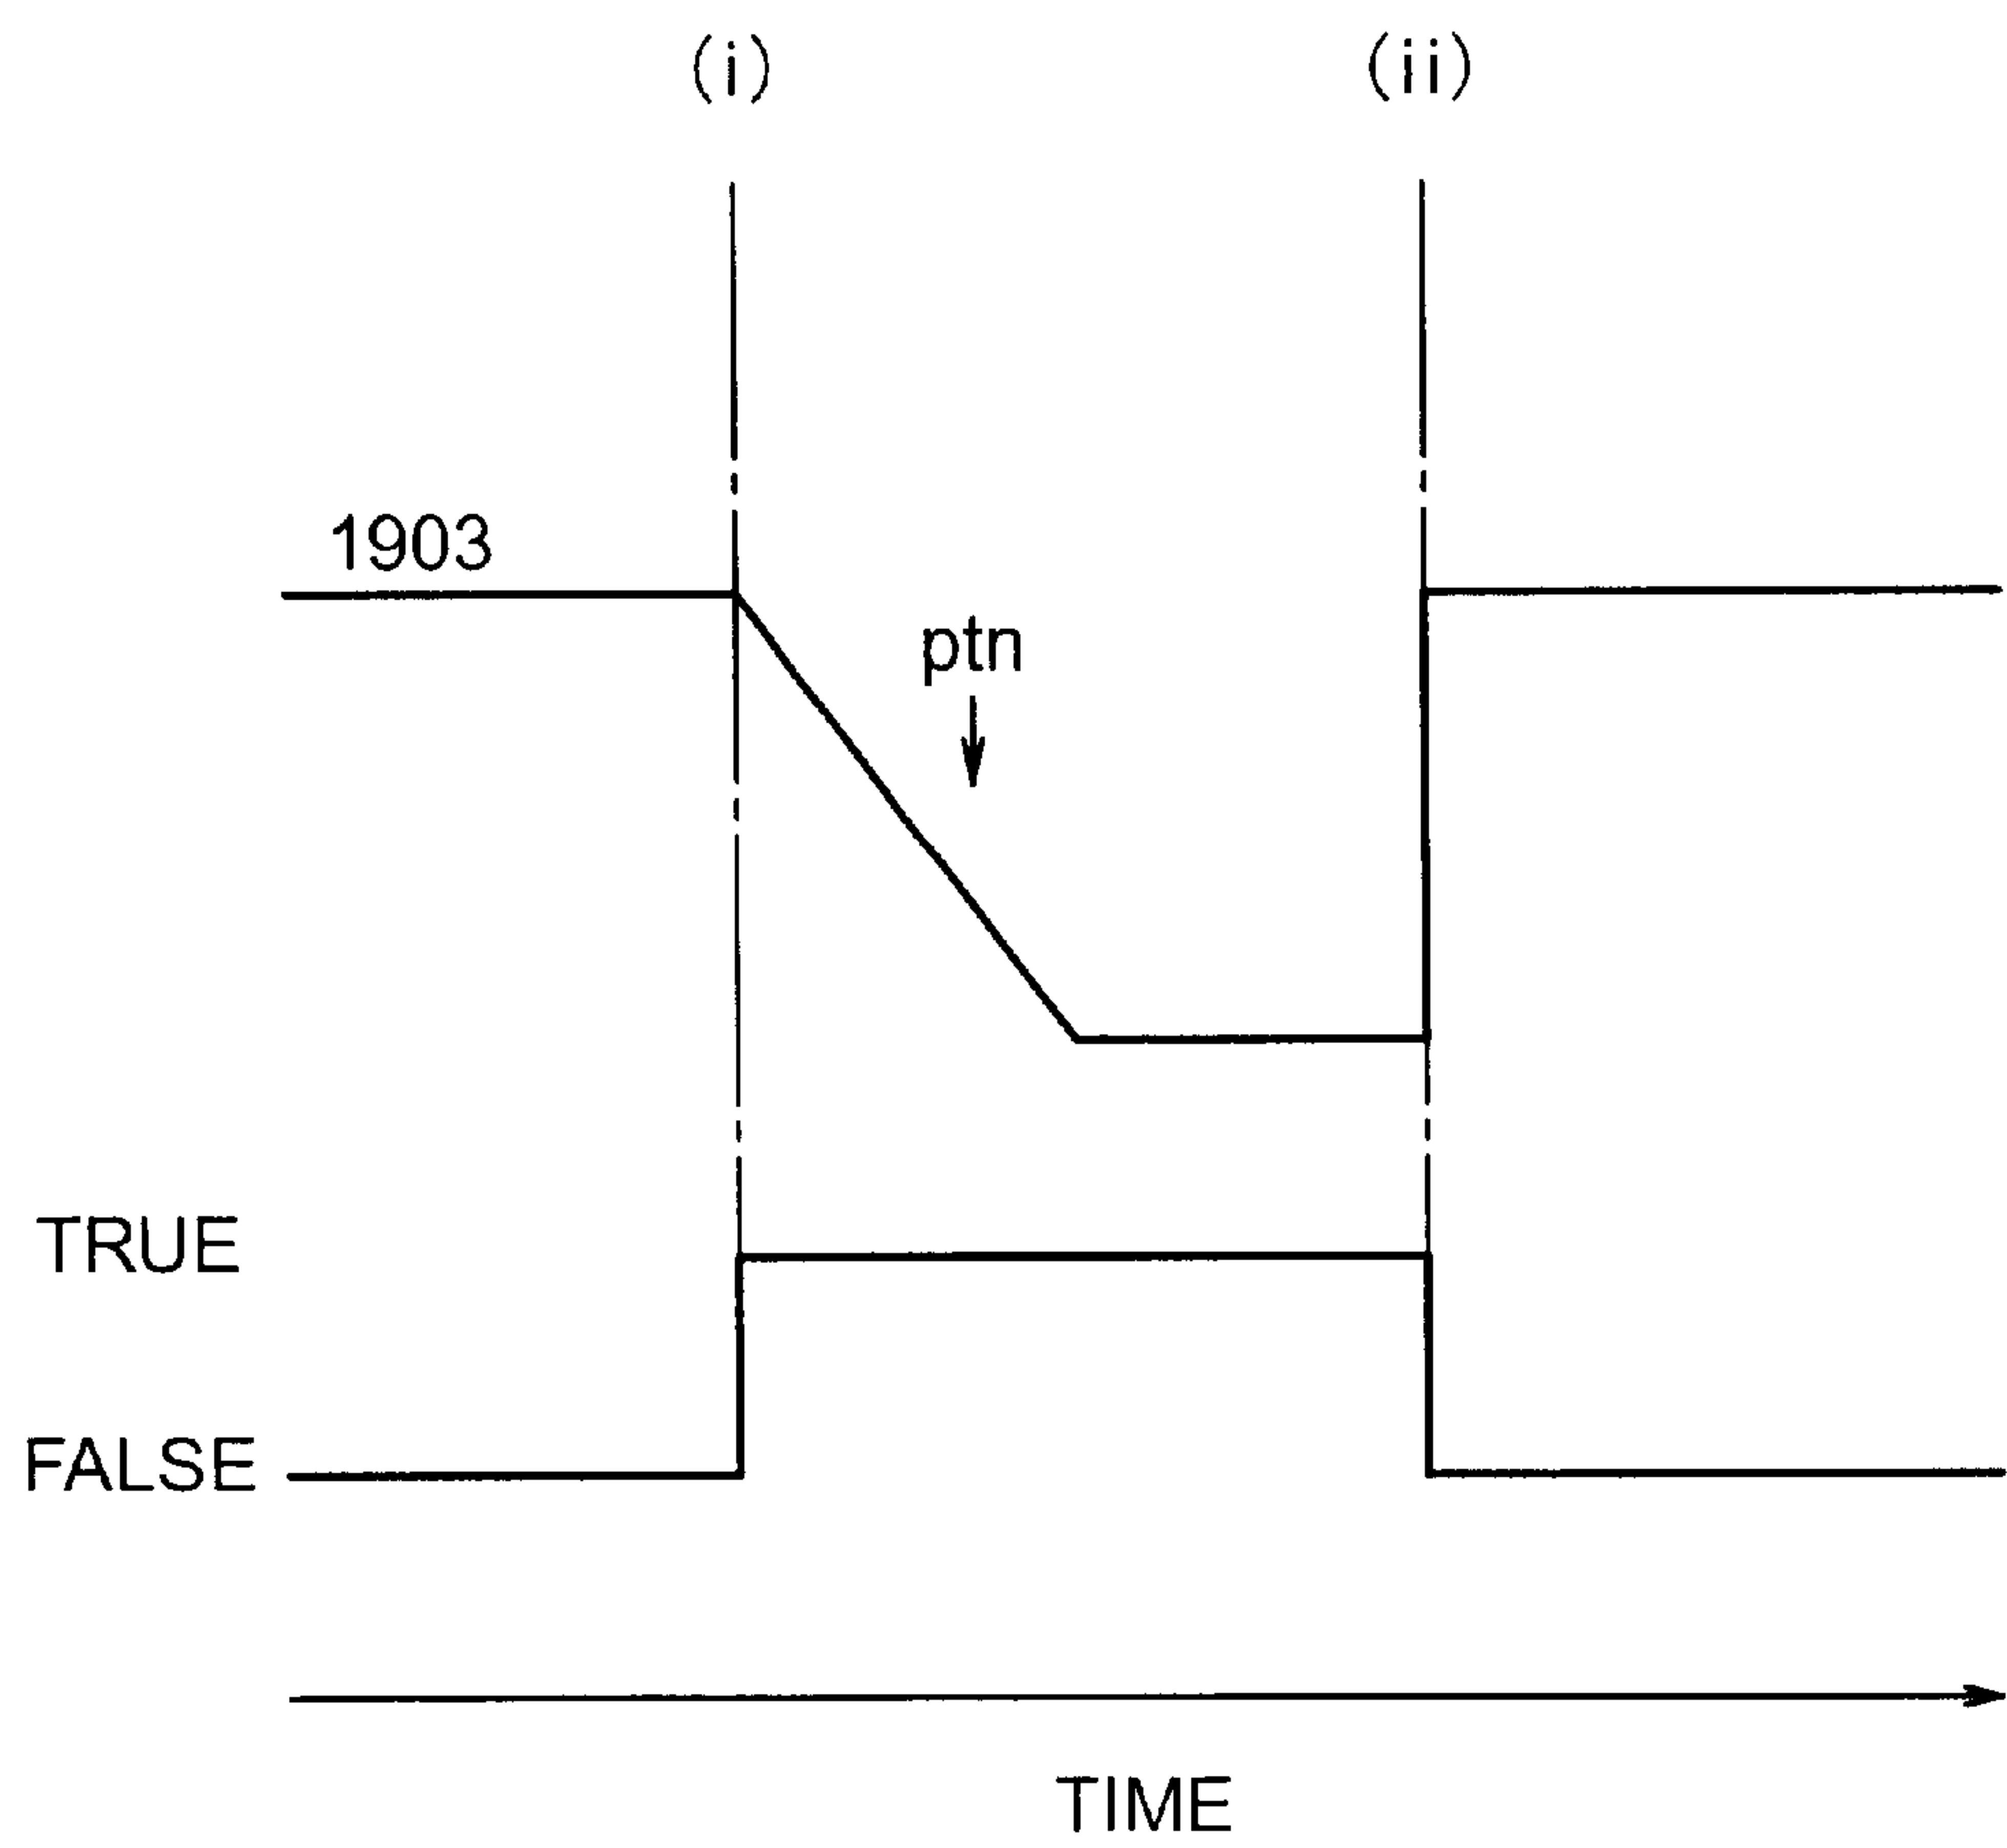 (i)
(ii)
1903
ptn
TRUE
FALSE
TIME